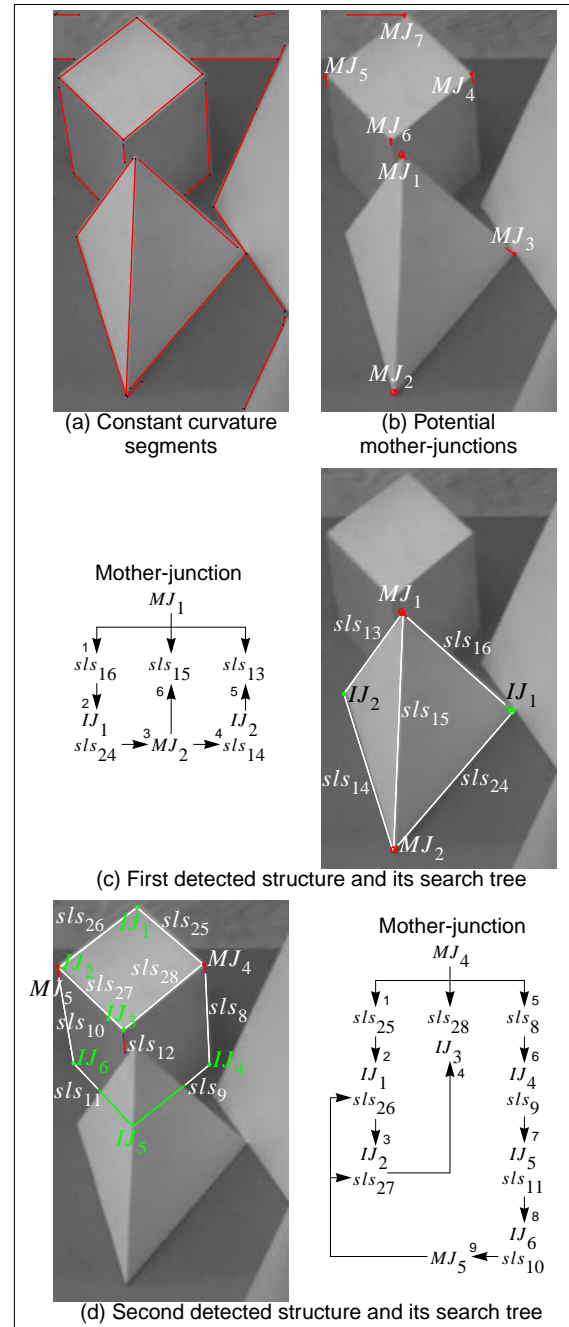 MJ7
MJ5
MJ4
MJ6
MJ1
MJ3
MJ2
(a) Constant curvature
segments
(b) Potential
mother-junctions
Mother-junction
MJ1
1
sls16 sls15 sls13
2 6 5
IJ1 IJ2
sls24 3 MJ2 4 sls14
MJ1
sls13 sls16
IJ2 sls15 IJ1
sls14 sls24
MJ2
(c) First detected structure and its search tree
sls26 IJ1 sls25
IJ2 sls28 MJ4
MJ5 sls27
sls10 IJ3 sls8
sls12
IJ6 IJ4
sls11 sls9
IJ5
Mother-junction
MJ4
1 5
sls25 sls28 sls8
2 IJ3 6
IJ1 4 IJ4
sls26 sls9
3 7
IJ2 IJ5
sls27 sls11
8
IJ6
MJ5 9 sls10
(d) Second detected structure and its search tree